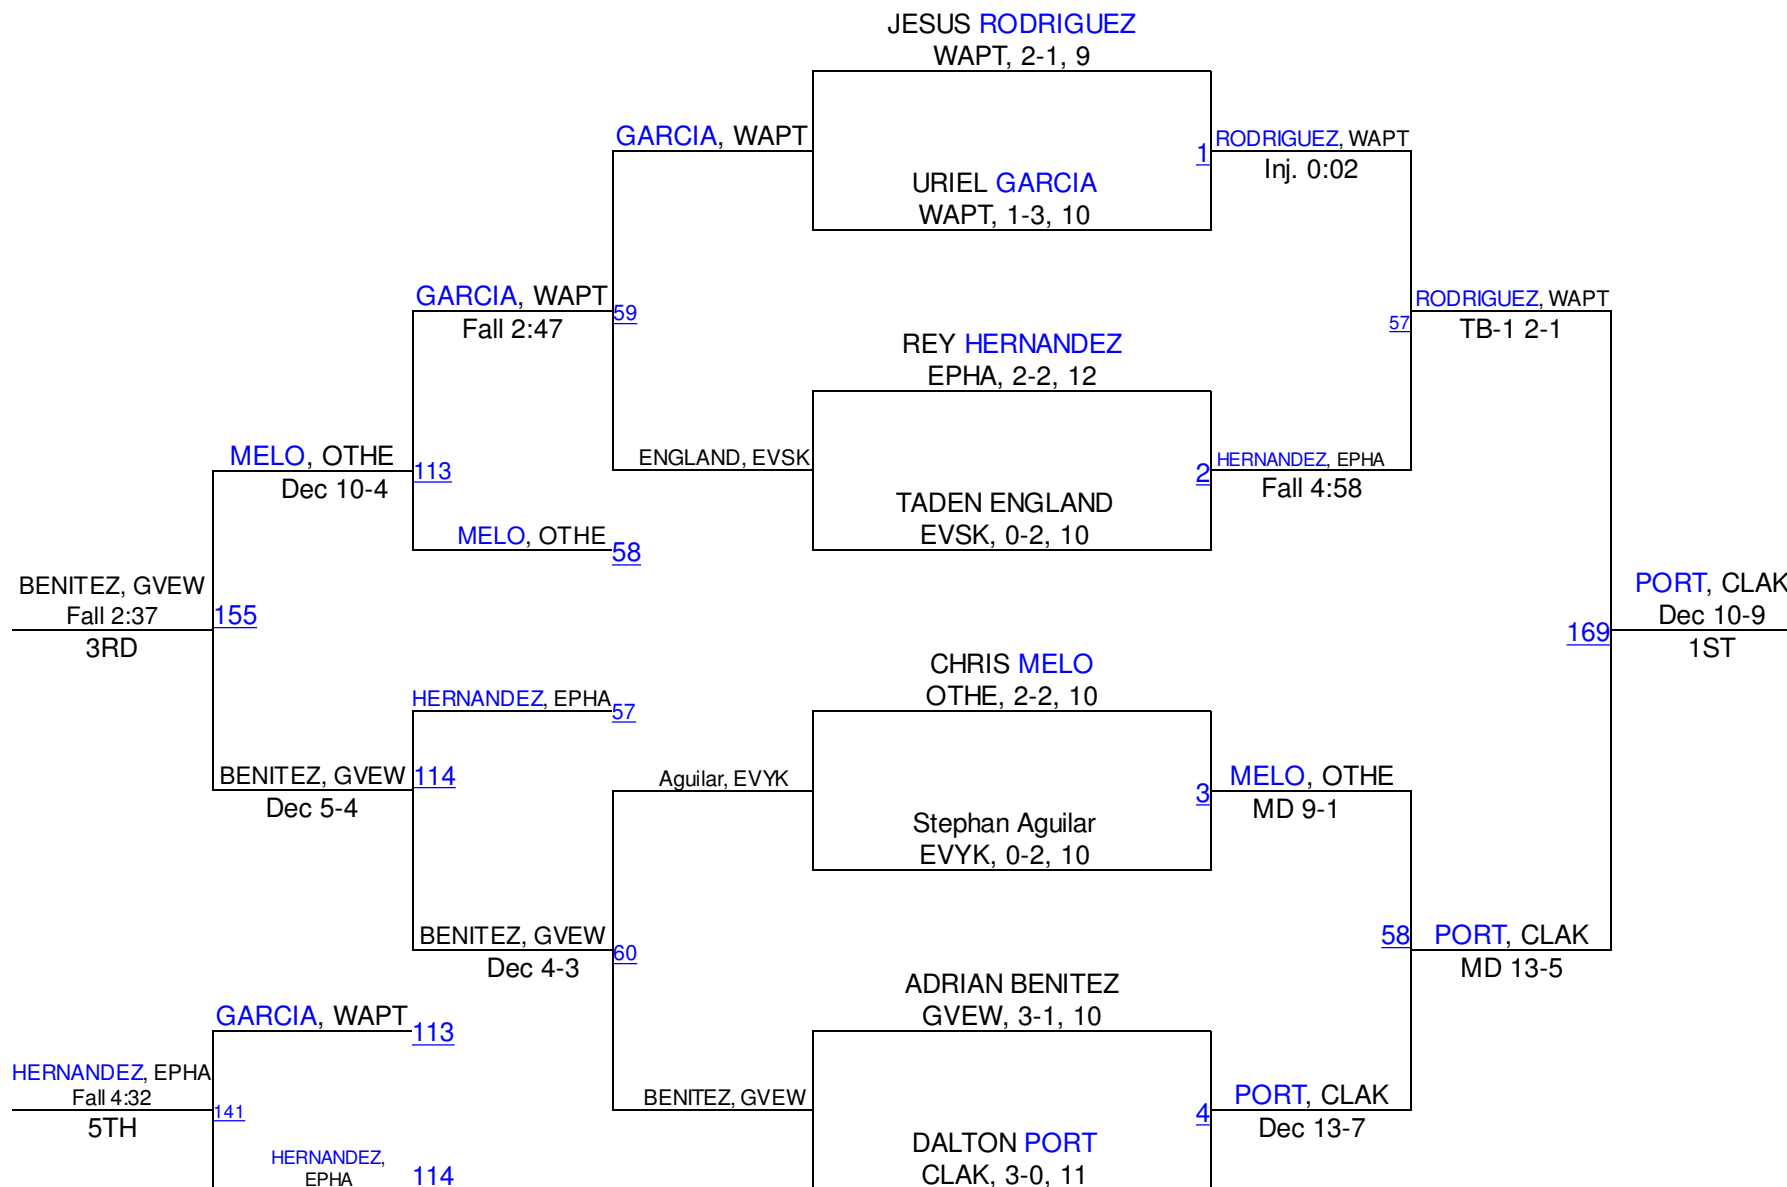 JESUS RODRIGUEZ
WAPT, 2-1, 9
GARCIA, WAPT
1
RODRIGUEZ, WAPT
Inj. 0:02
URIEL GARCIA
WAPT, 1-3, 10
GARCIA, WAPT
Fall 2:47
59
RODRIGUEZ, WAPT
57
TB-1 2-1
REY HERNANDEZ
EPHA, 2-2, 12
MELO, OTHE
Dec 10-4
113
ENGLAND, EVSK
2
HERNANDEZ, EPHA
Fall 4:58
TADEN ENGLAND
EVSK, 0-2, 10
MELO, OTHE
58
BENITEZ, GVEW
Fall 2:37
3RD
155
PORT, CLAK
Dec 10-9
1ST
169
CHRIS MELO
OTHE, 2-2, 10
HERNANDEZ, EPHA
57
BENITEZ, GVEW
Dec 5-4
114
Aguilar, EVYK
3
MELO, OTHE
MD 9-1
Stephan Aguilar
EVYK, 0-2, 10
BENITEZ, GVEW
Dec 4-3
60
58
PORT, CLAK
MD 13-5
ADRIAN BENITEZ
GVEW, 3-1, 10
GARCIA, WAPT
113
HERNANDEZ, EPHA
Fall 4:32
5TH
141
BENITEZ, GVEW
4
PORT, CLAK
Dec 13-7
DALTON PORT
CLAK, 3-0, 11
HERNANDEZ,
EPHA
114